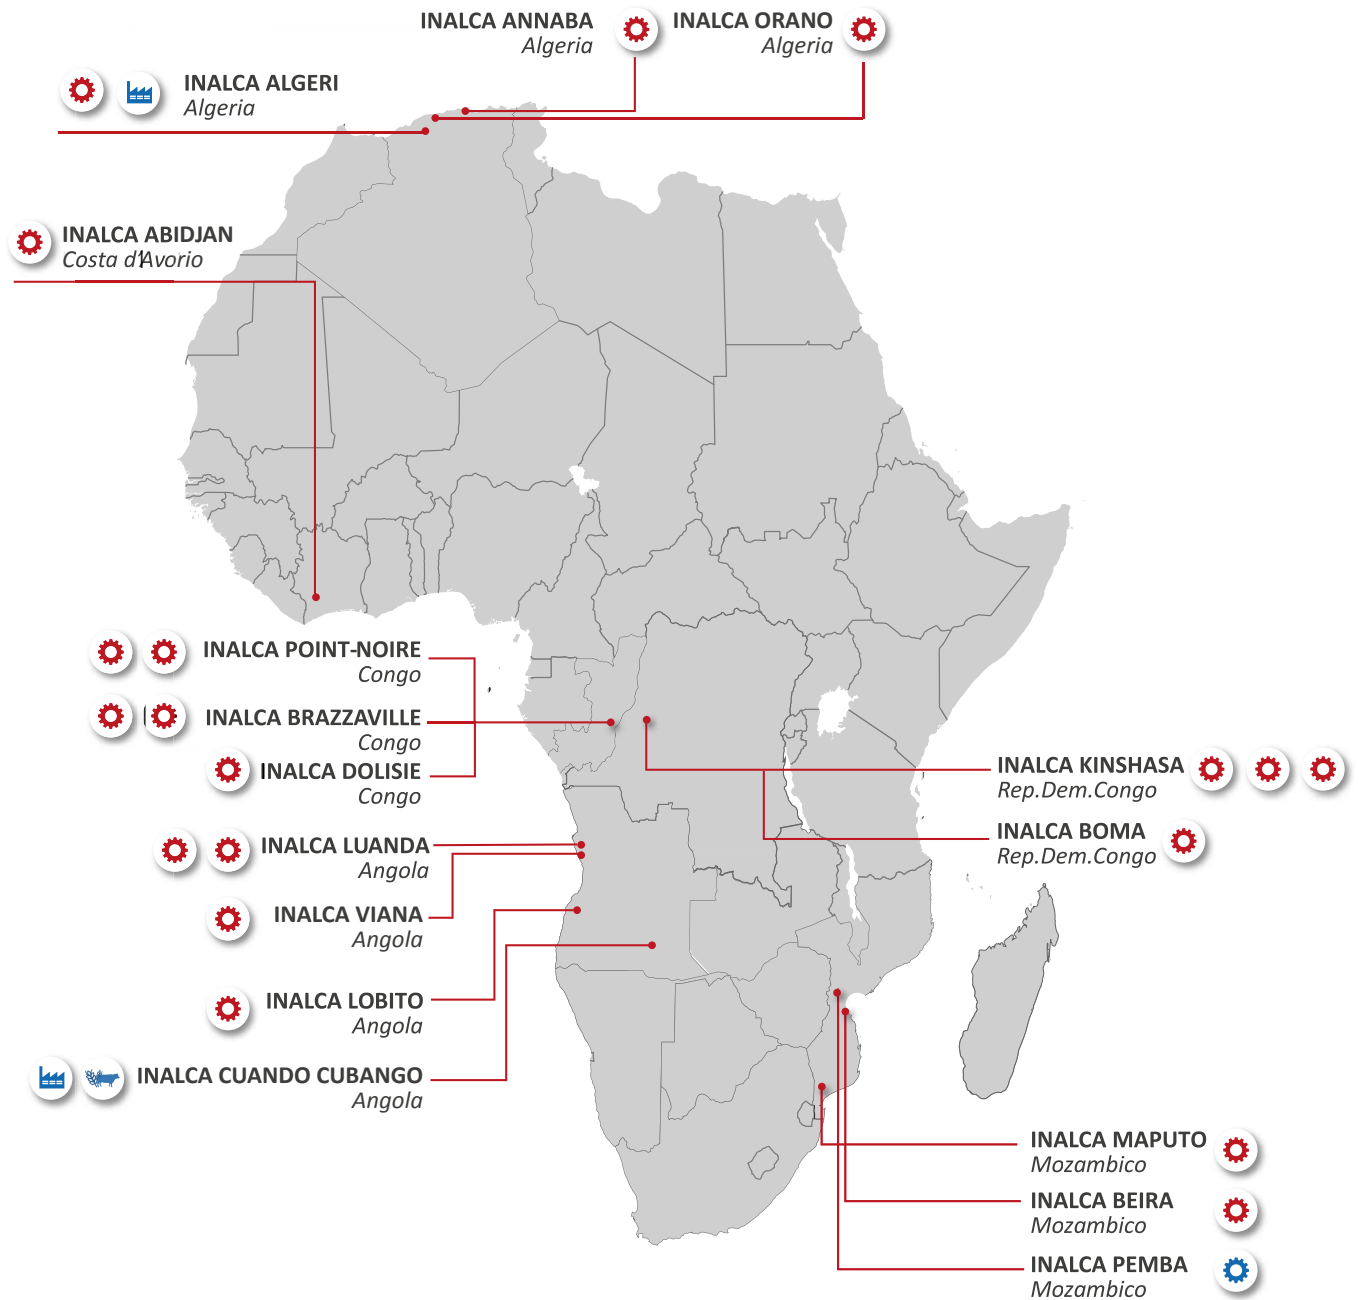 INALCA ANNABA
Algeria
INALCA ORANO
Algeria
INALCA ALGERI
Algeria
INALCA ABIDJAN
Costa d'Avorio
INALCA POINT-NOIRE
Congo
INALCA BRAZZAVILLE
Congo
INALCA DOLISIE
Congo
INALCA KINSHASA
Rep.Dem.Congo
INALCA BOMA
Rep.Dem.Congo
INALCA LUANDA
Angola
INALCA VIANA
Angola
INALCA LOBITO
Angola
INALCA CUANDO CUBANGO
Angola
INALCA MAPUTO
Mozambico
INALCA BEIRA
Mozambico
INALCA PEMBA
Mozambico